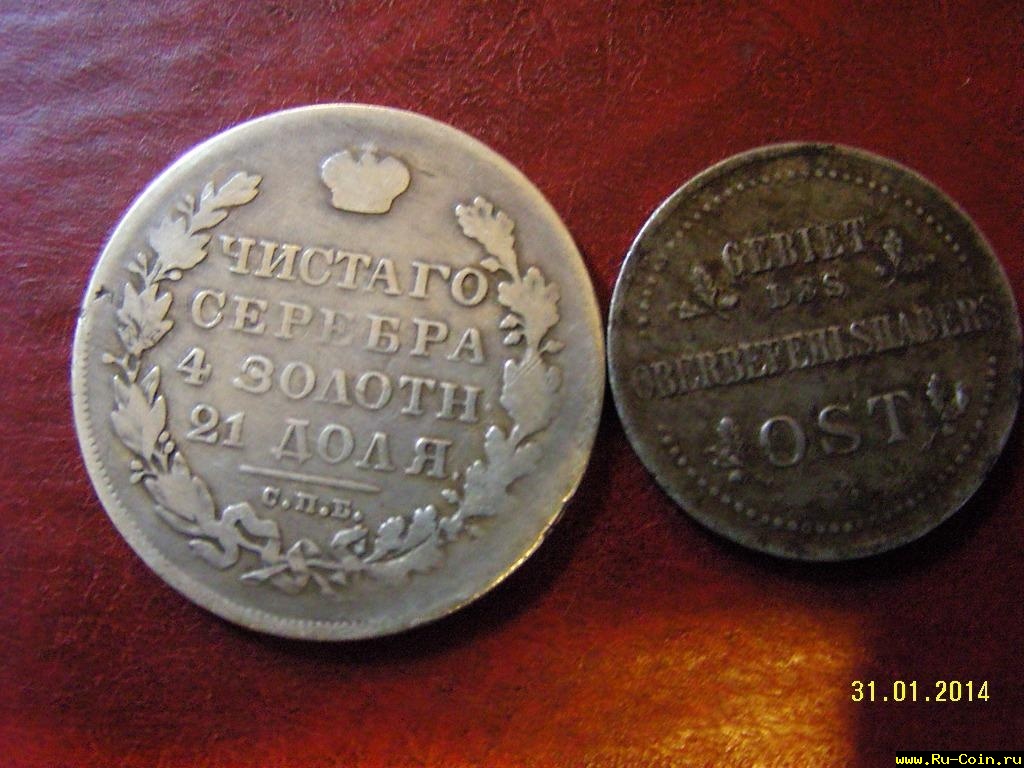 ЧИСТАГО
СЕРЕБРА
4 ЗОЛОТН
21 ДОЛЯ
С.П.Б.
GEBIET
DES
OBERBEFEHLSHABERS
OST
31.01.2014
www.Ru-Coin.ru